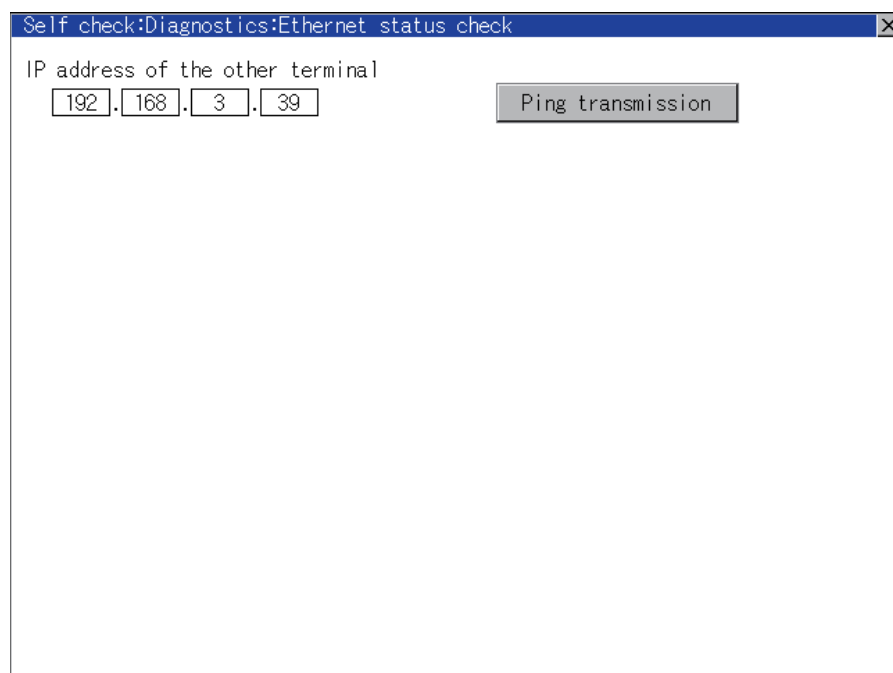 Self check:Diagnostics:Ethernet status check
IP address of the other terminal
192.168.3.39
Ping transmission